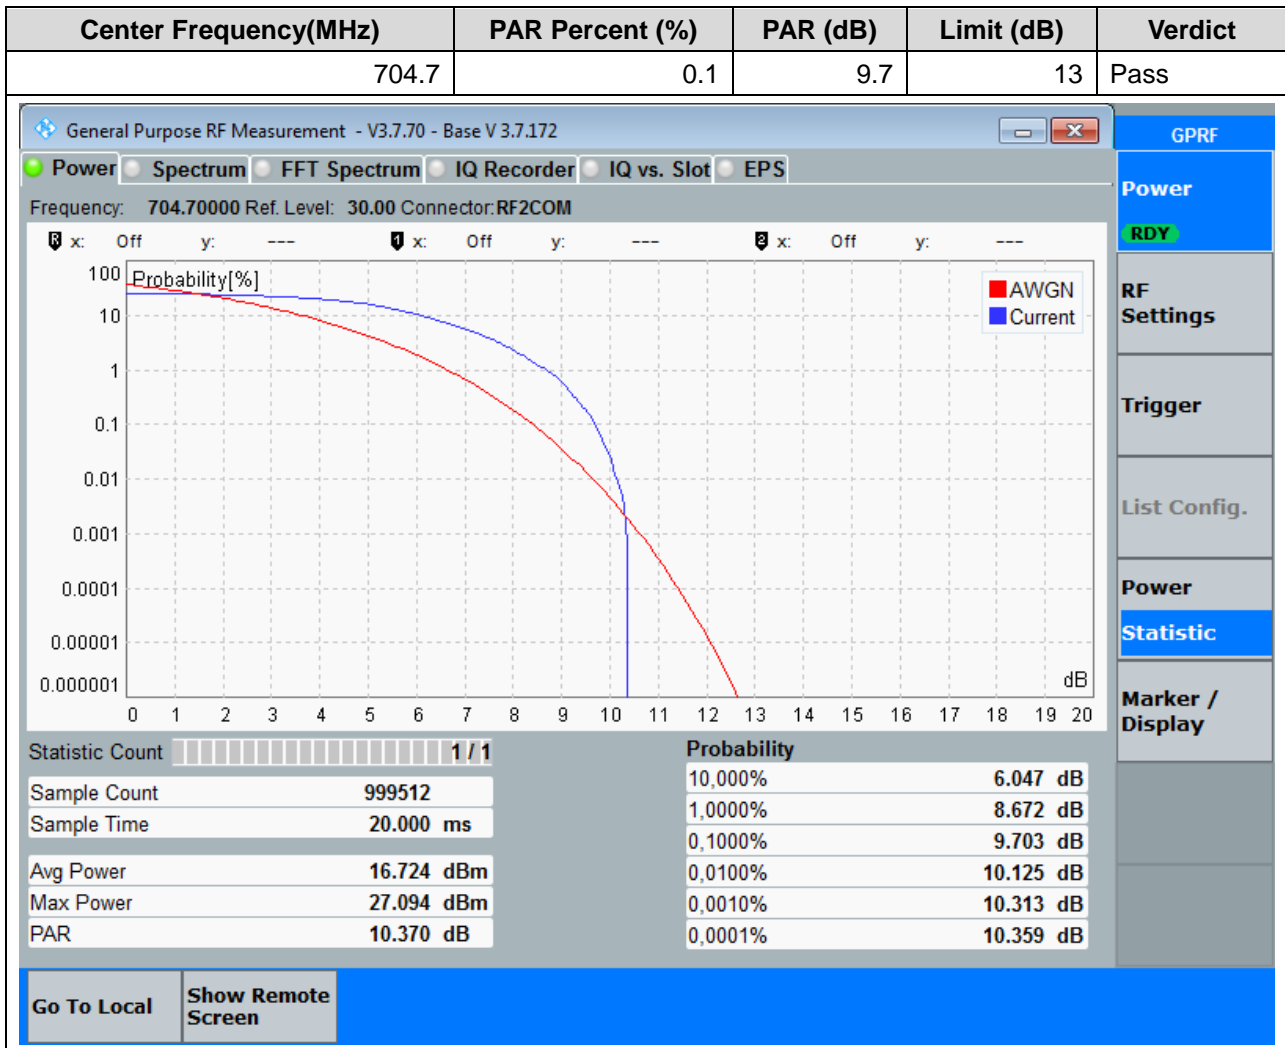 Center Frequency(MHz) PAR Percent (%) PAR (dB) Limit (dB) Verdict
704.7 0.1 9.7 13 Pass
General Purpose RF Measurement - V3.7.70 - Base V 3.7.172
GPRF
Power Spectrum FFT Spectrum IQ Recorder IQ vs. Slot EPS
Frequency: 704.70000 Ref. Level: 30.00 Connector: RF2COM
R x: Off y: --- 1 x: Off y: --- 2 x: Off y: ---
Probability[%]
100
10
1
0.1
0.01
0.001
0.0001
0.00001
0.000001
AWGN
Current
dB
0 1 2 3 4 5 6 7 8 9 10 11 12 13 14 15 16 17 18 19 20
Statistic Count 1 / 1
Sample Count 999512
Sample Time 20.000 ms
Avg Power 16.724 dBm
Max Power 27.094 dBm
PAR 10.370 dB
Probability
10,000% 6.047 dB
1,0000% 8.672 dB
0,1000% 9.703 dB
0,0100% 10.125 dB
0,0010% 10.313 dB
0,0001% 10.359 dB
Power
RDY
RF
Settings
Trigger
List Config.
Power
Statistic
Marker /
Display
Go To Local
Show Remote
Screen